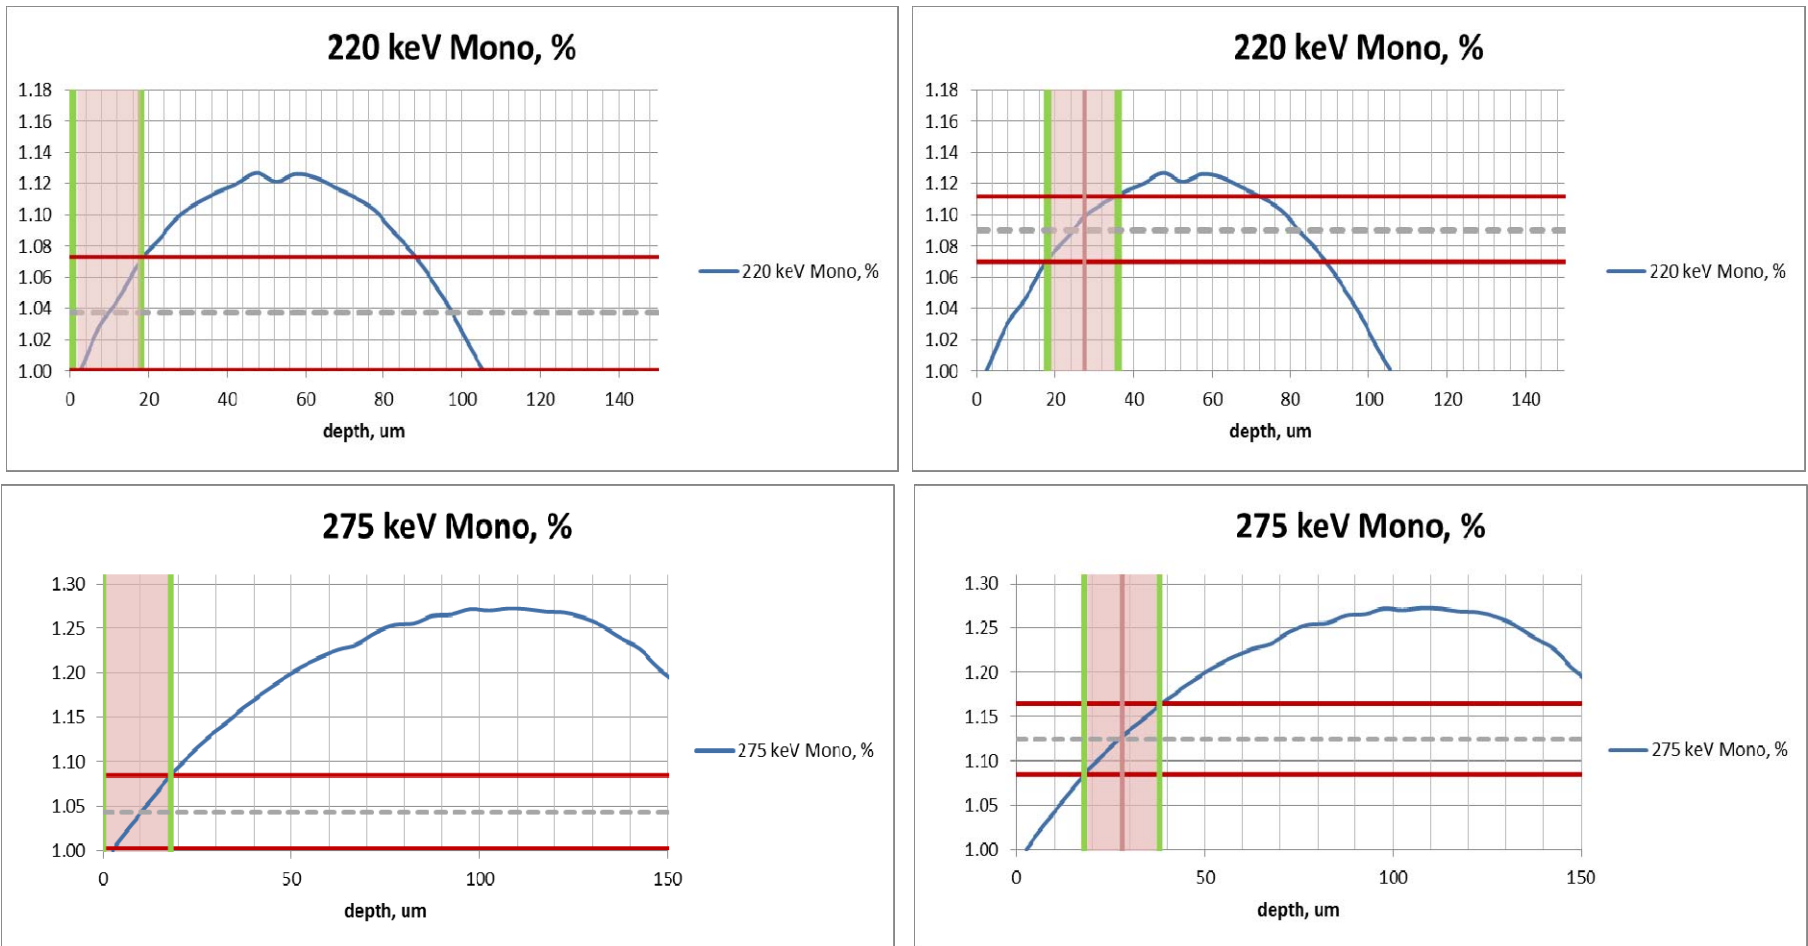 220 keV Mono, %
1.18
1.16
1.14
1.12
1.10
1.08
1.06
1.04
1.02
1.00
0 20 40 60 80 100 120 140
depth, um
220 keV Mono, %
220 keV Mono, %
1.18
1.16
1.14
1.12
1.10
1.08
1.06
1.04
1.02
1.00
0 20 40 60 80 100 120 140
depth, um
220 keV Mono, %
275 keV Mono, %
1.30
1.25
1.20
1.15
1.10
1.05
1.00
0 50 100 150
depth, um
275 keV Mono, %
275 keV Mono, %
1.30
1.25
1.20
1.15
1.10
1.05
1.00
0 50 100 150
depth, um
275 keV Mono, %